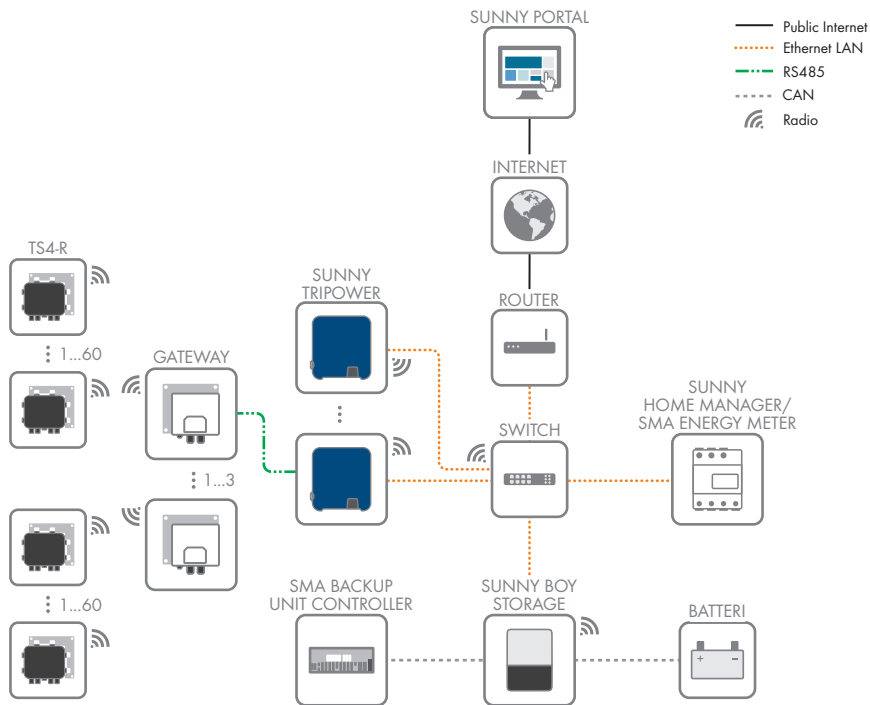 SUNNY PORTAL
Public Internet
Ethernet LAN
RS485
CAN
Radio
INTERNET
TS4-R
SUNNY
TRIPOWER
ROUTER
1...60
GATEWAY
SUNNY
HOME MANAGER/
SMA ENERGY METER
SWITCH
1...3
SMA BACKUP
UNIT CONTROLLER
SUNNY BOY
STORAGE
BATTERI
1...60
+ −